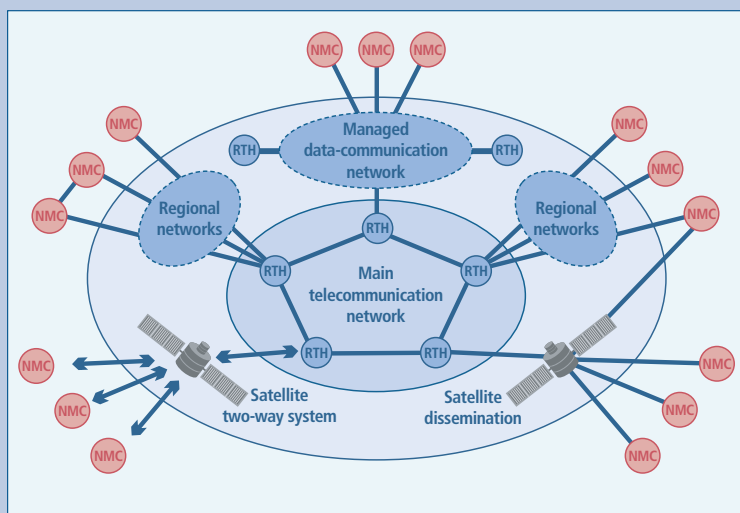 NMC
NMC
NMC
NMC
NMC
RTH
Managed
data-communication
network
RTH
NMC
NMC
NMC
Regional
networks
Regional
networks
NMC
RTH
RTH
Main
telecommunication
network
RTH
RTH
RTH
NMC
NMC
NMC
Satellite
two-way system
Satellite
dissemination
NMC
NMC
NMC